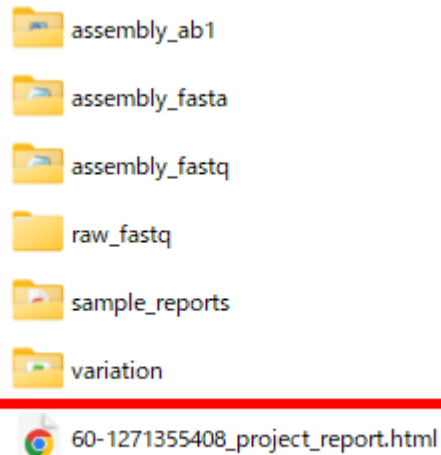 assembly_ab1
assembly_fasta
assembly_fastq
raw_fastq
sample_reports
variation
60-1271355408_project_report.html